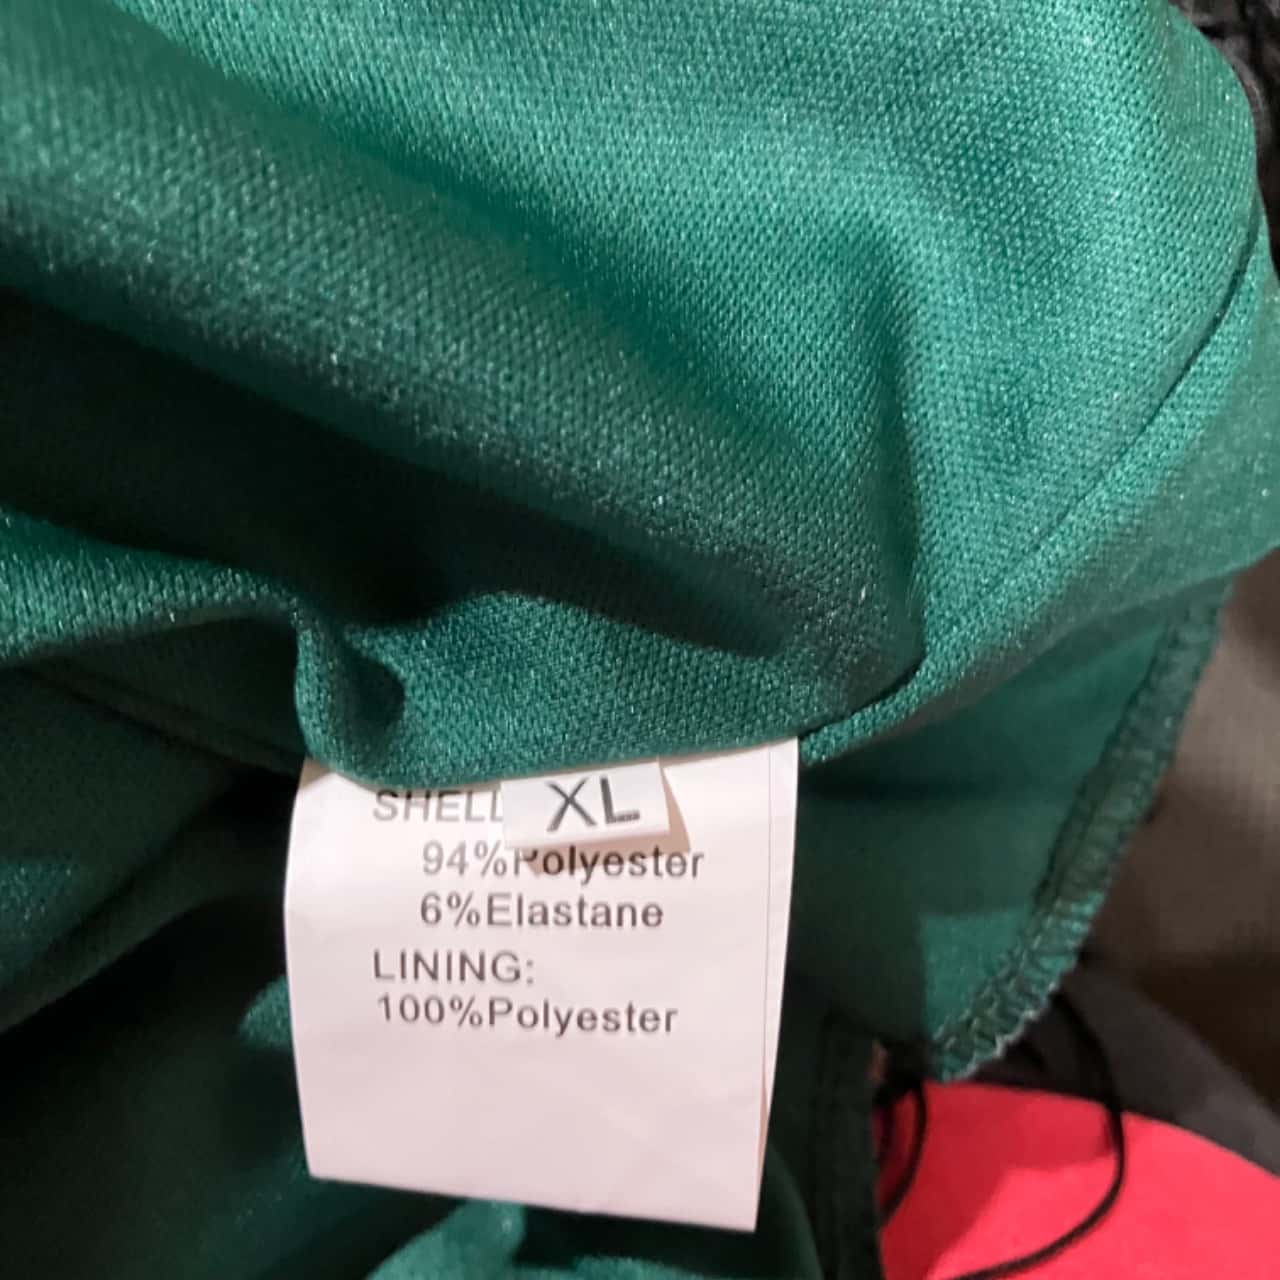 SHELL
XL
94%Polyester
6%Elastane
LINING:
100%Polyester